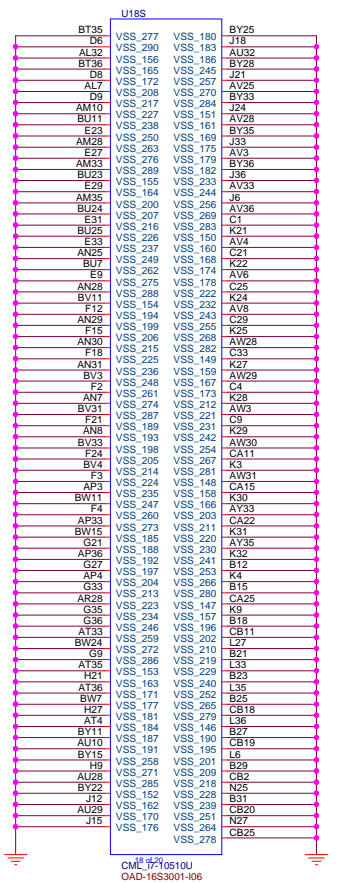 U18S
BT35 VSS_277 VSS_180 BY25
D6 VSS_290 VSS_183 J18
AL32 VSS_156 VSS_186 AU32
BT36 VSS_165 VSS_245 BY28
D8 VSS_172 VSS_257 J21
AL7 VSS_208 VSS_270 AV25
D9 VSS_217 VSS_284 BY33
AM10 VSS_227 VSS_151 J24
BU11 VSS_238 VSS_161 AV28
E23 VSS_250 VSS_169 BY35
AM28 VSS_263 VSS_175 J33
E27 VSS_276 VSS_179 AV3
AM33 VSS_289 VSS_182 BY36
BU23 VSS_155 VSS_233 J36
E29 VSS_164 VSS_244 AV33
AM35 VSS_200 VSS_256 J6
BU24 VSS_207 VSS_269 AV36
E31 VSS_216 VSS_283 C1
BU25 VSS_226 VSS_150 K21
E33 VSS_237 VSS_160 AV4
AN25 VSS_249 VSS_168 C21
BU7 VSS_262 VSS_174 K22
E9 VSS_275 VSS_178 AV6
AN28 VSS_288 VSS_222 C25
BV11 VSS_154 VSS_232 K24
F12 VSS_194 VSS_243 AV8
AN29 VSS_199 VSS_255 C29
F15 VSS_206 VSS_268 K25
AN30 VSS_215 VSS_282 AW28
F18 VSS_225 VSS_149 C33
AN31 VSS_236 VSS_159 K27
BV3 VSS_248 VSS_167 AW29
F2 VSS_261 VSS_173 C4
AN7 VSS_274 VSS_212 K28
BV31 VSS_287 VSS_221 AW3
F21 VSS_189 VSS_231 C9
AN8 VSS_193 VSS_242 K29
BV33 VSS_198 VSS_254 AW30
F24 VSS_205 VSS_267 CA11
BV4 VSS_214 VSS_281 K3
F3 VSS_224 VSS_148 AW31
AP3 VSS_235 VSS_158 CA15
BW11 VSS_247 VSS_166 K30
F4 VSS_260 VSS_203 AY33
AP33 VSS_273 VSS_211 CA22
BW15 VSS_185 VSS_220 K31
G21 VSS_188 VSS_230 AY35
AP36 VSS_192 VSS_241 K32
G27 VSS_197 VSS_253 B12
AP4 VSS_204 VSS_266 K4
G33 VSS_213 VSS_280 B15
AR28 VSS_223 VSS_147 CA25
G35 VSS_234 VSS_157 K9
G36 VSS_246 VSS_196 B18
AT33 VSS_259 VSS_202 CB11
BW24 VSS_272 VSS_210 L27
G9 VSS_286 VSS_219 B21
AT35 VSS_153 VSS_229 L33
H21 VSS_163 VSS_240 B23
AT36 VSS_171 VSS_252 L35
BW7 VSS_177 VSS_265 B25
H27 VSS_181 VSS_279 CB18
AT4 VSS_184 VSS_146 L36
BY11 VSS_187 VSS_190 B27
AU10 VSS_191 VSS_195 CB19
BY15 VSS_258 VSS_201 L6
H9 VSS_271 VSS_209 B29
AU28 VSS_285 VSS_218 CB2
BY22 VSS_152 VSS_228 N25
J12 VSS_162 VSS_239 B31
AU29 VSS_170 VSS_251 CB20
J15 VSS_176 VSS_264 N27
VSS_278 CB25
18 of 20
CML_i7-10510U
OAD-16S3001-I06